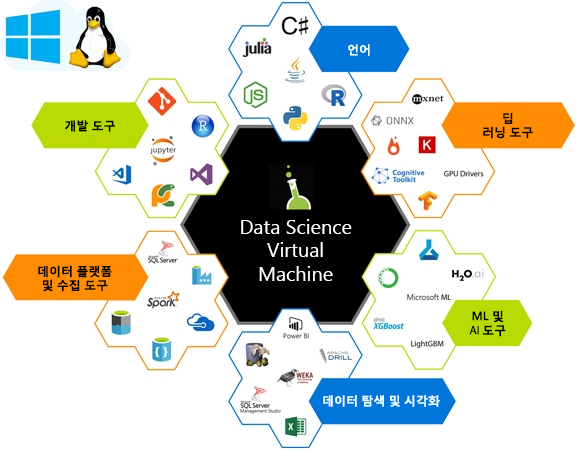 C#
julia
Java
JS
R
언어
개발 도구
R
jupyter
PC
mxnet
ONNX
K
Cognitive
Toolkit
GPU Drivers
딥
러닝 도구
Data Science
Virtual
Machine
데이터 플랫폼
및 수집 도구
SQL Server
Spark
H2O.ai
Microsoft ML
dmlc
XGBoost
LightGBM
ML 및
AI 도구
Power BI
APACHE
DRILL
WEKA
SQL Server
Management Studio
데이터 탐색 및 시각화